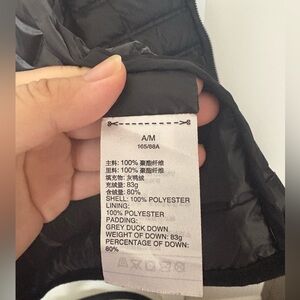 A/M
165/88A
主料: 100% 聚酯纤维
里料: 100% 聚酯纤维
填充物: 灰鸭绒
充绒量: 83g
含绒量: 80%
SHELL: 100% POLYESTER
LINING:
100% POLYESTER
PADDING:
GREY DUCK DOWN
WEIGHT OF DOWN: 83g
PERCENTAGE OF DOWN:
80%